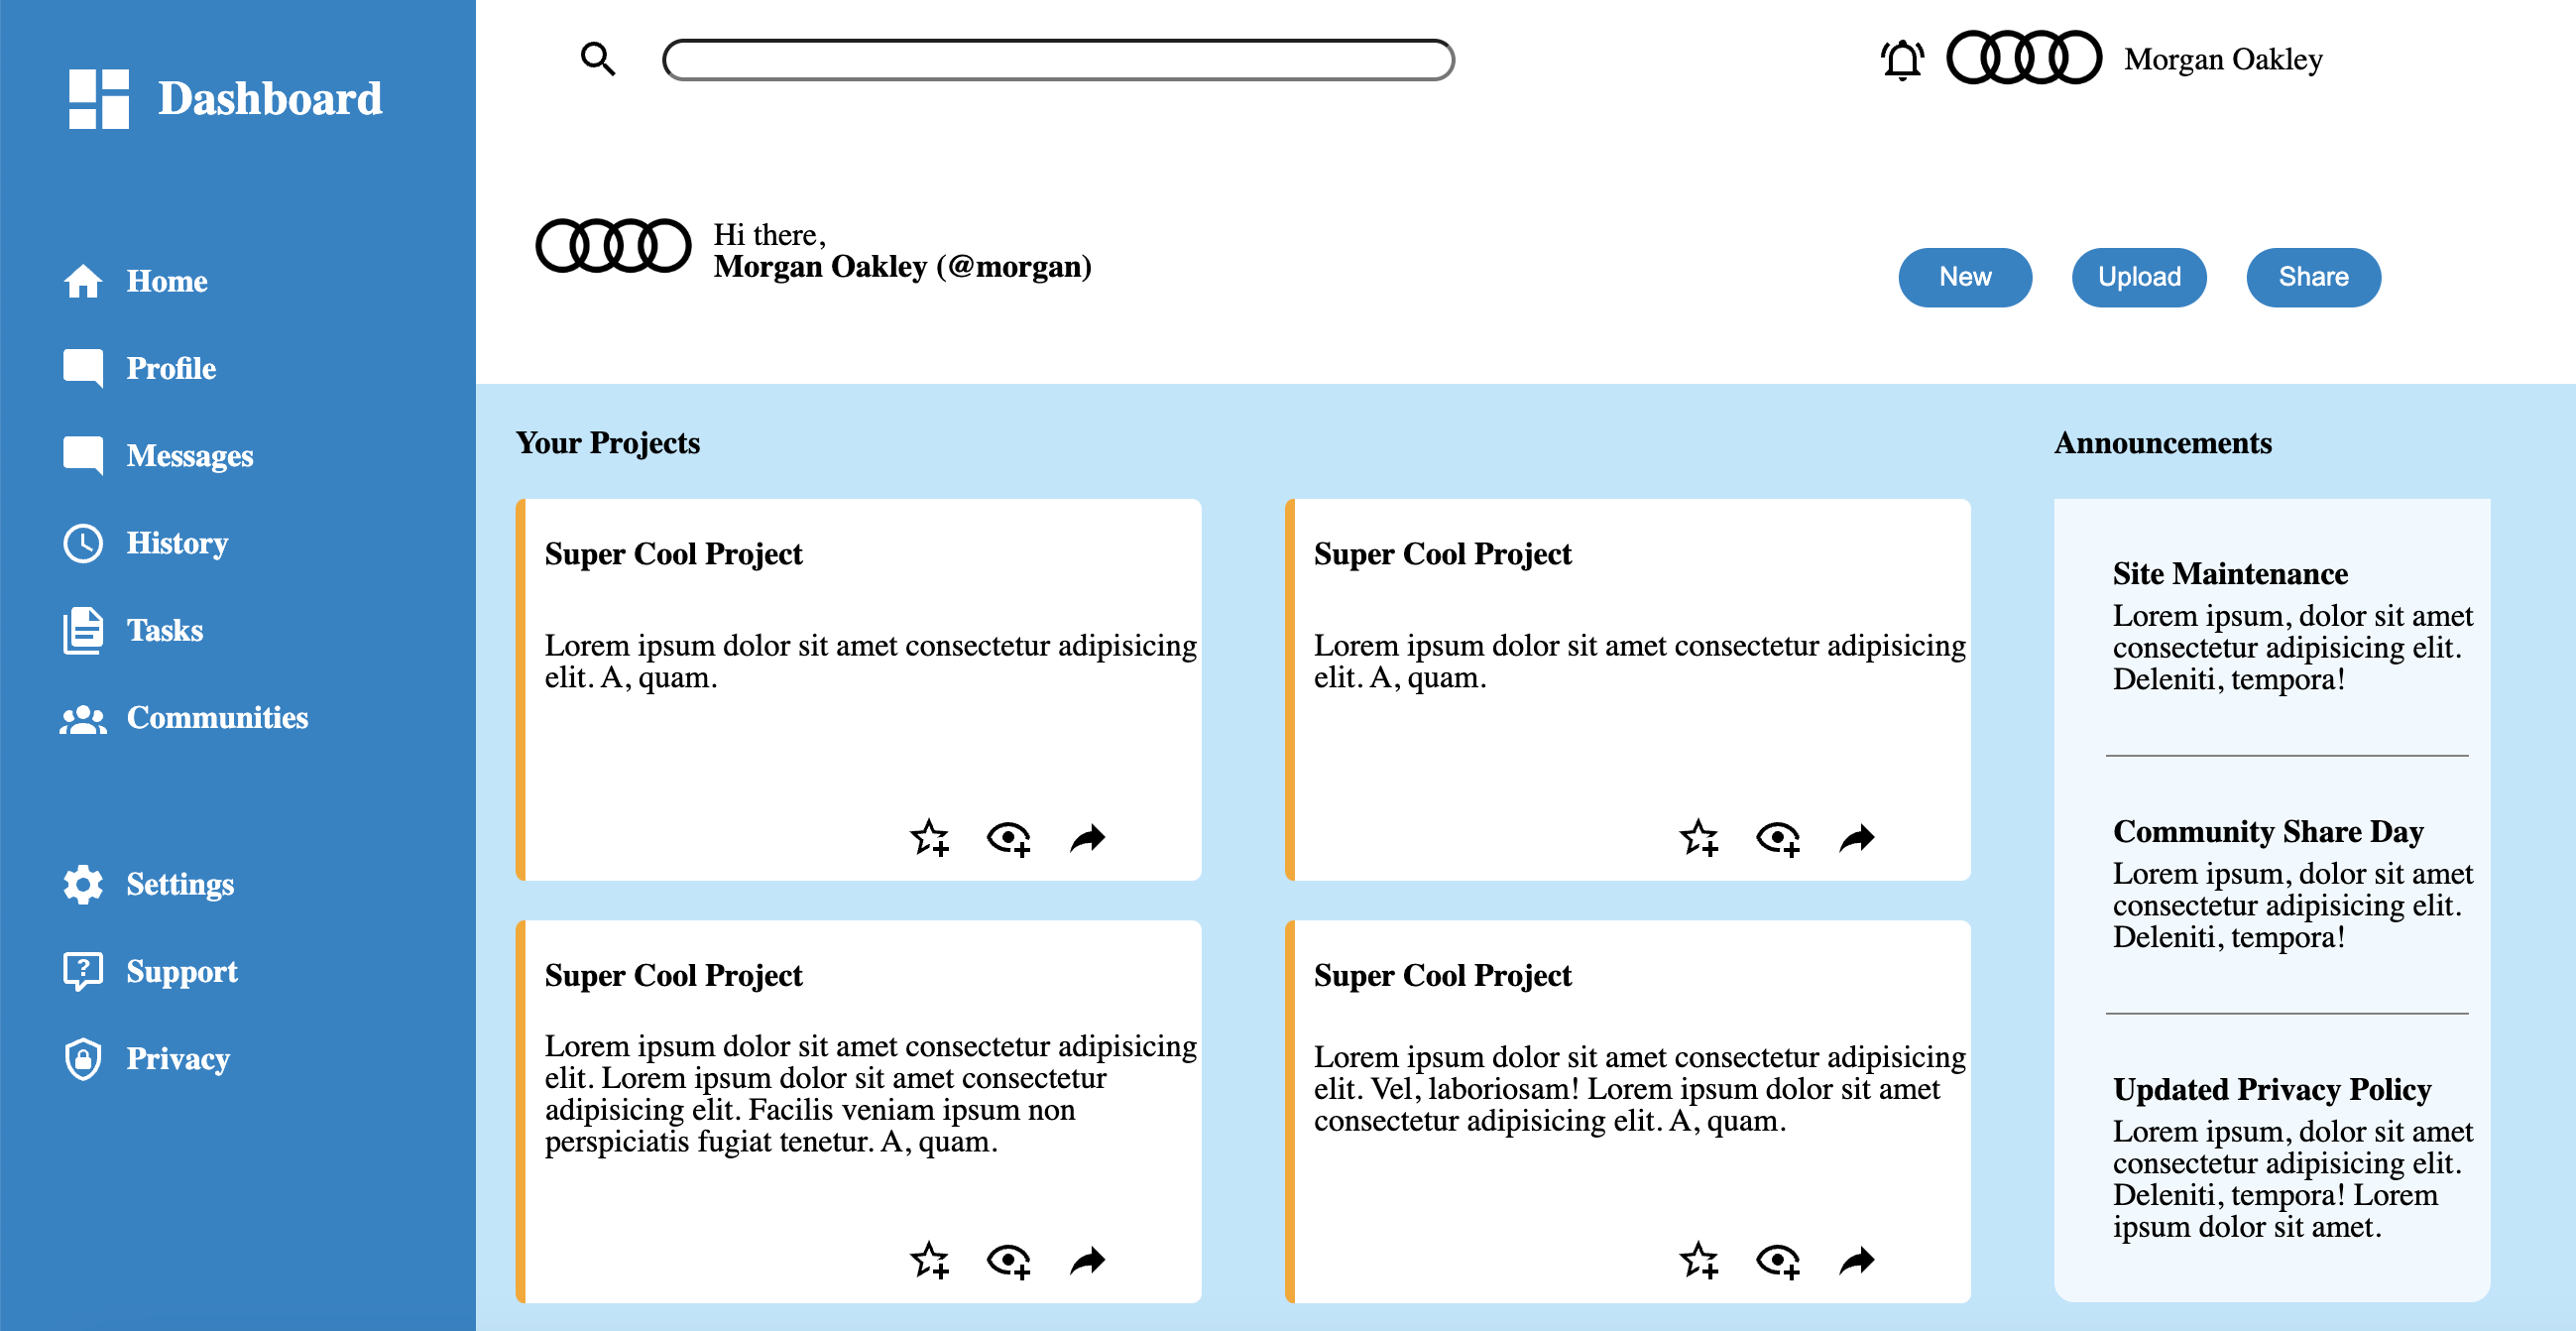 Dashboard
Home
Profile
Messages
History
Tasks
Communities
Settings
Support
Privacy
Morgan Oakley
Hi there,
Morgan Oakley (@morgan)
New
Upload
Share
Your Projects
Super Cool Project
Lorem ipsum dolor sit amet consectetur adipisicing
elit. A, quam.
Super Cool Project
Lorem ipsum dolor sit amet consectetur adipisicing
elit. A, quam.
Super Cool Project
Lorem ipsum dolor sit amet consectetur adipisicing
elit. Lorem ipsum dolor sit amet consectetur
adipisicing elit. Facilis veniam ipsum non
perspiciatis fugiat tenetur. A, quam.
Super Cool Project
Lorem ipsum dolor sit amet consectetur adipisicing
elit. Vel, laboriosam! Lorem ipsum dolor sit amet
consectetur adipisicing elit. A, quam.
Announcements
Site Maintenance
Lorem ipsum, dolor sit amet
consectetur adipisicing elit.
Deleniti, tempora!
Community Share Day
Lorem ipsum, dolor sit amet
consectetur adipisicing elit.
Deleniti, tempora!
Updated Privacy Policy
Lorem ipsum, dolor sit amet
consectetur adipisicing elit.
Deleniti, tempora! Lorem
ipsum dolor sit amet.